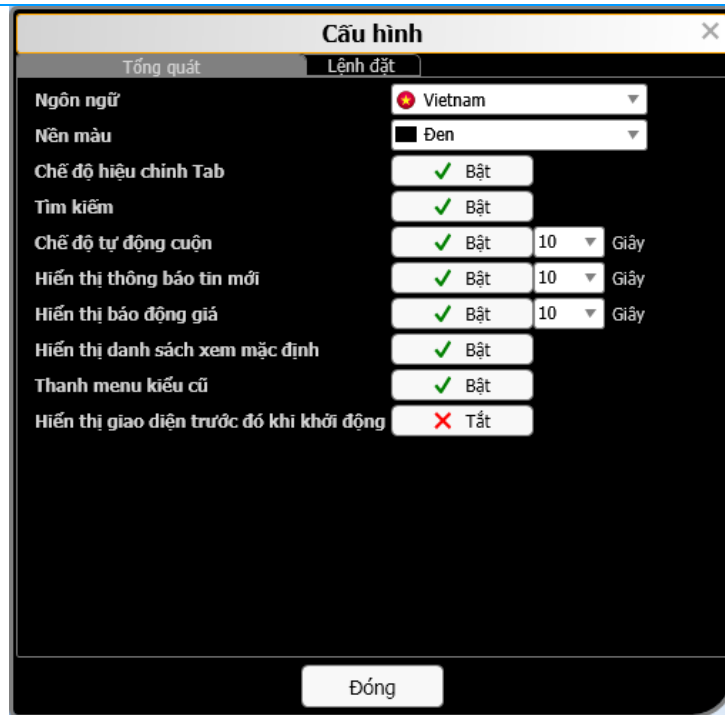 Cấu hình
Tổng quát Lệnh đặt
Ngôn ngữ Vietnam
Nền màu Đen
Chế độ hiệu chỉnh Tab Bật
Tìm kiếm Bật
Chế độ tự động cuộn Bật 10 Giây
Hiển thị thông báo tin mới Bật 10 Giây
Hiển thị báo động giá Bật 10 Giây
Hiển thị danh sách xem mặc định Bật
Thanh menu kiểu cũ Bật
Hiển thị giao diện trước đó khi khởi động Tắt
Đóng